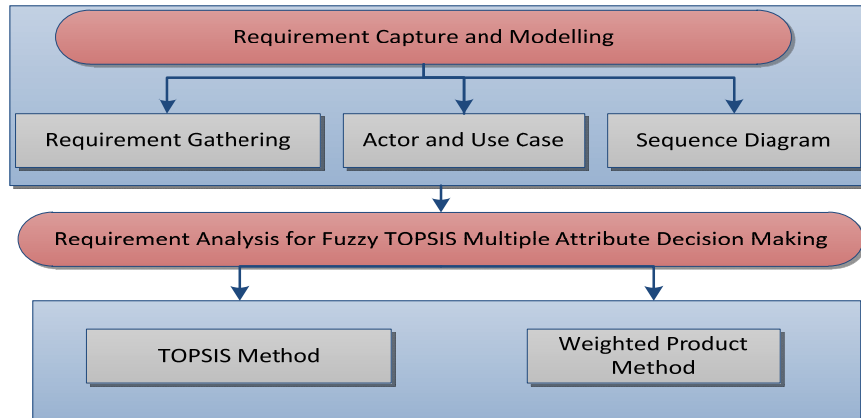 Requirement Capture and Modelling
Requirement Gathering
Actor and Use Case
Sequence Diagram
Requirement Analysis for Fuzzy TOPSIS Multiple Attribute Decision Making
TOPSIS Method
Weighted Product
Method